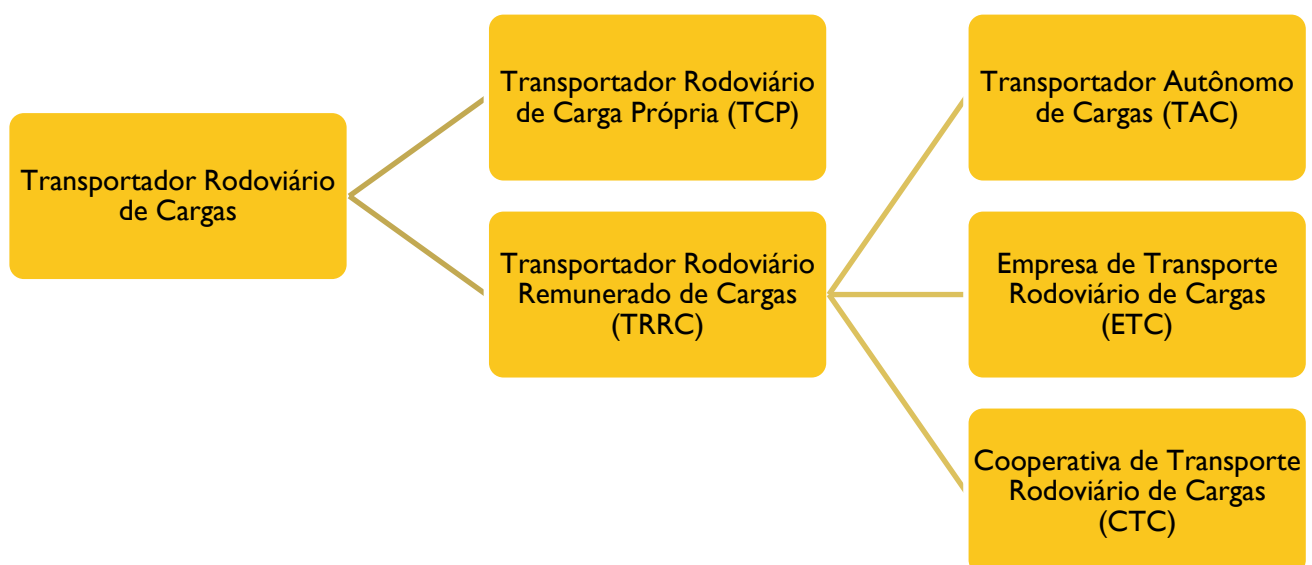 Transportador Rodoviário
de Cargas
Transportador Rodoviário
de Carga Própria (TCP)
Transportador Rodoviário
Remunerado de Cargas
(TRRC)
Transportador Autônomo
de Cargas (TAC)
Empresa de Transporte
Rodoviário de Cargas
(ETC)
Cooperativa de Transporte
Rodoviário de Cargas
(CTC)